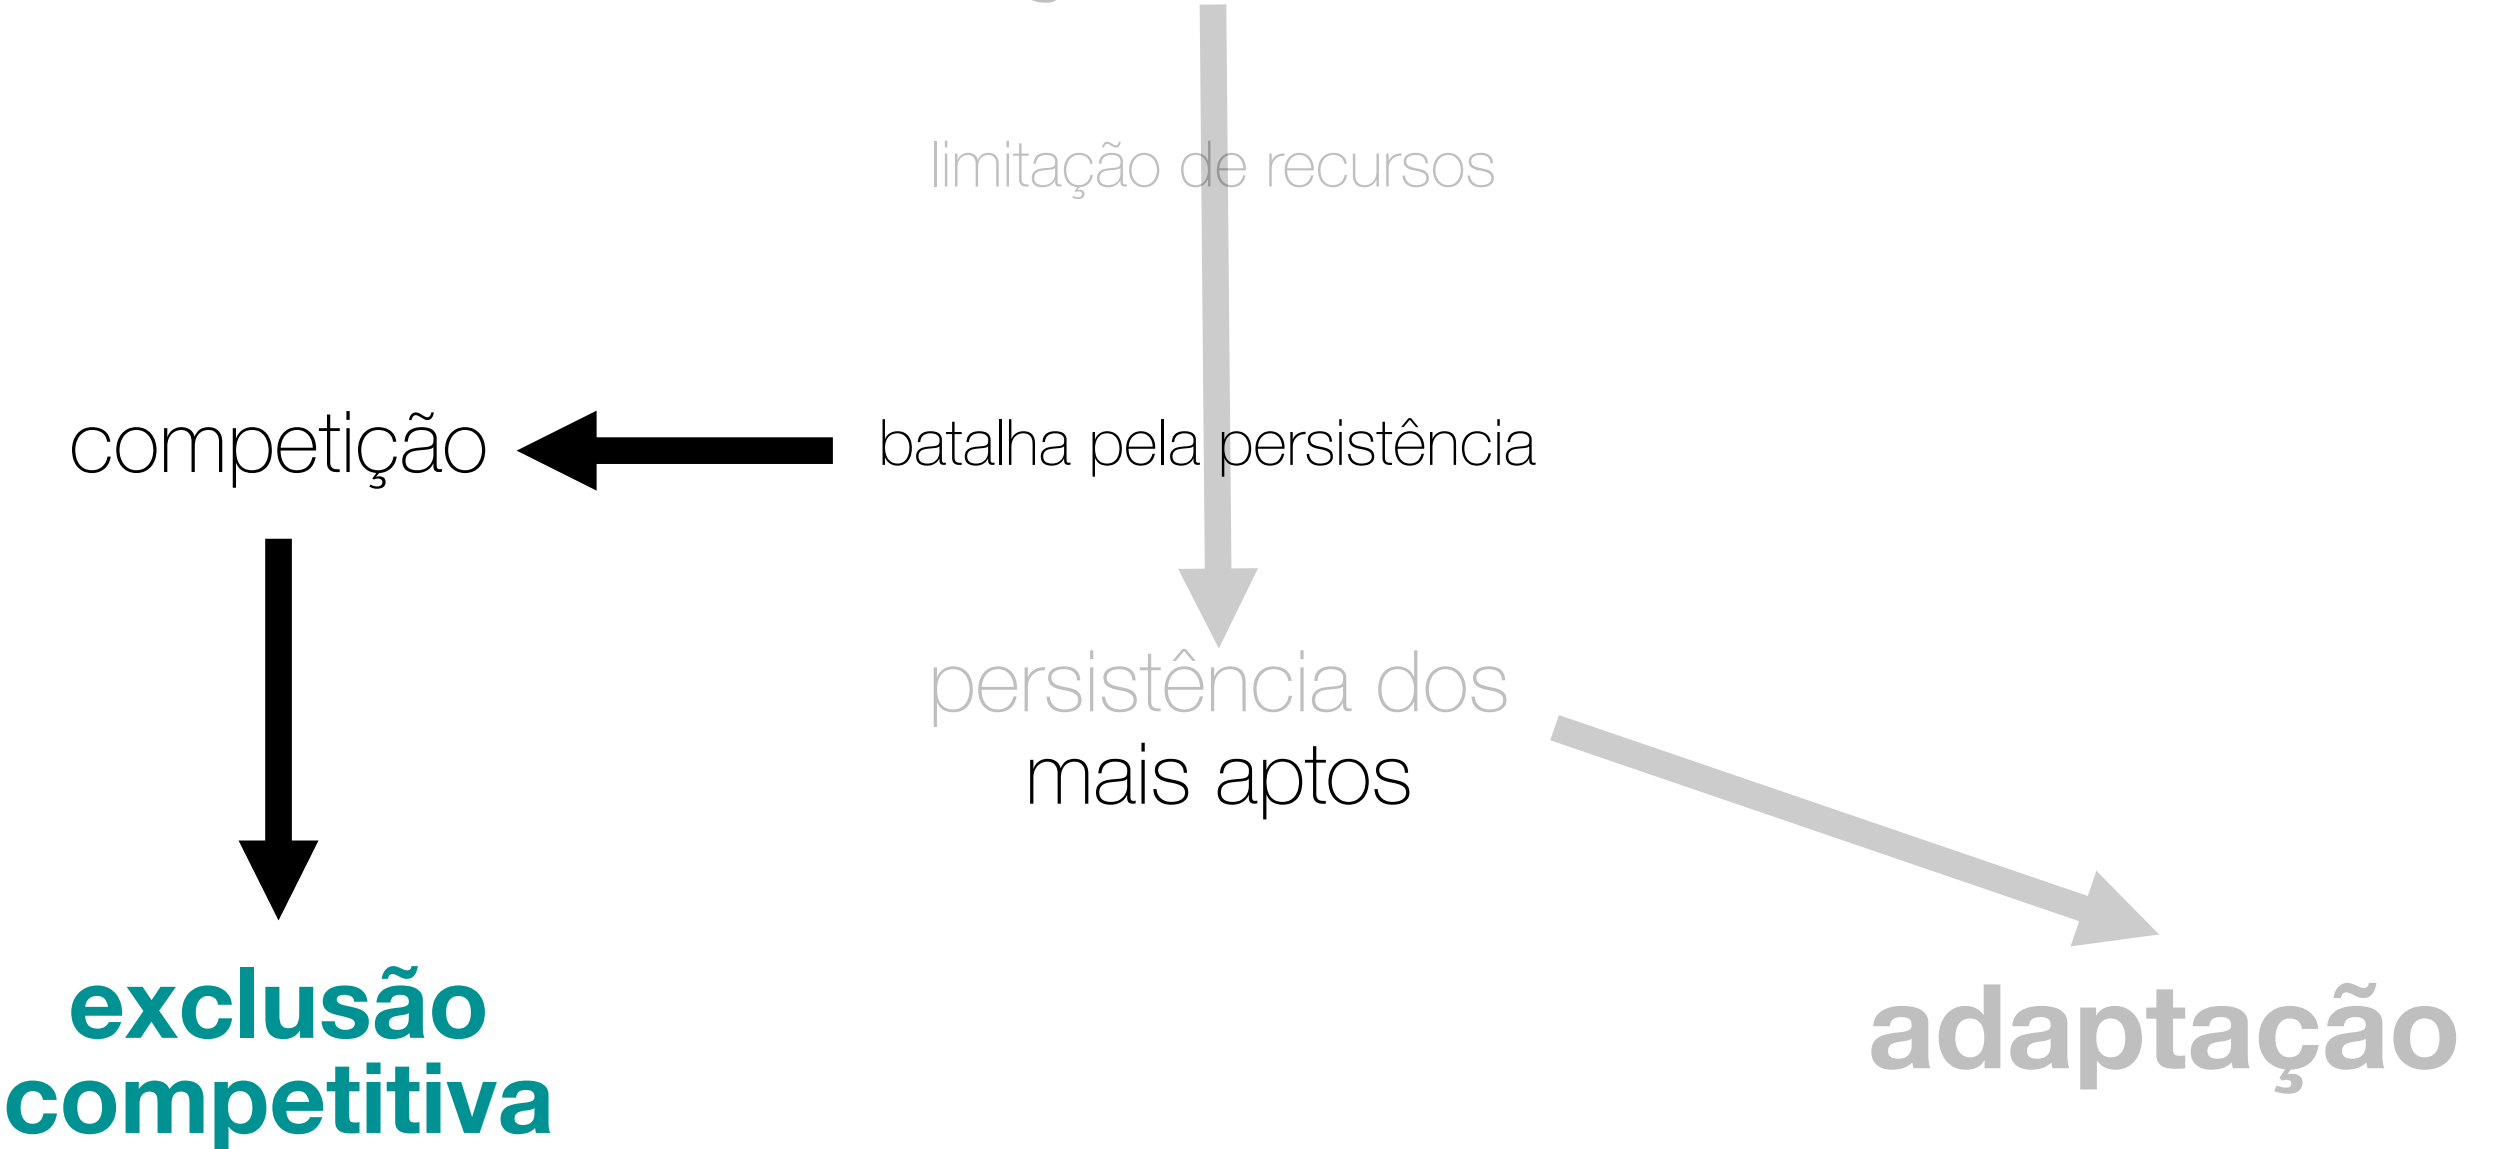 limitação de recursos
competição
batalha pela persistência
persistência dos
mais aptos
exclusão
competitiva
adaptação